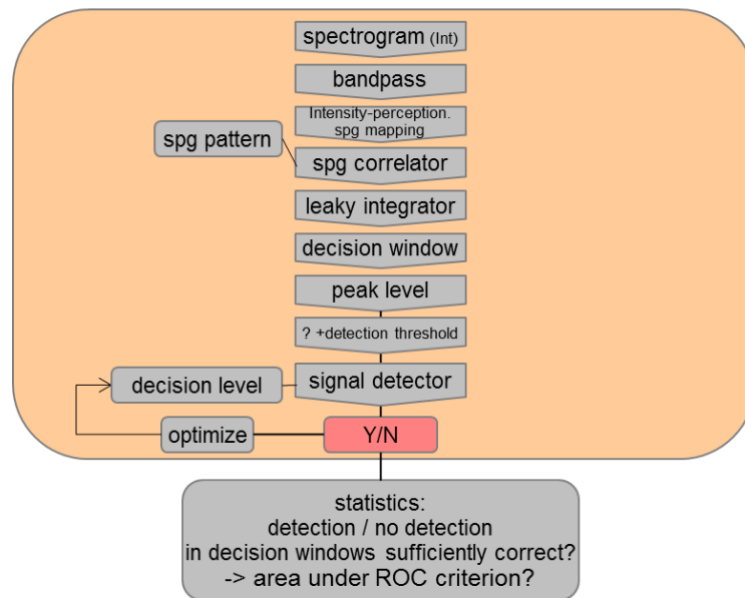 spectrogram (Int)
bandpass
Intensity-perception.
spg mapping
spg pattern
spg correlator
leaky integrator
decision window
peak level
? +detection threshold
decision level
signal detector
optimize
Y/N
statistics:
detection / no detection
in decision windows sufficiently correct?
-> area under ROC criterion?